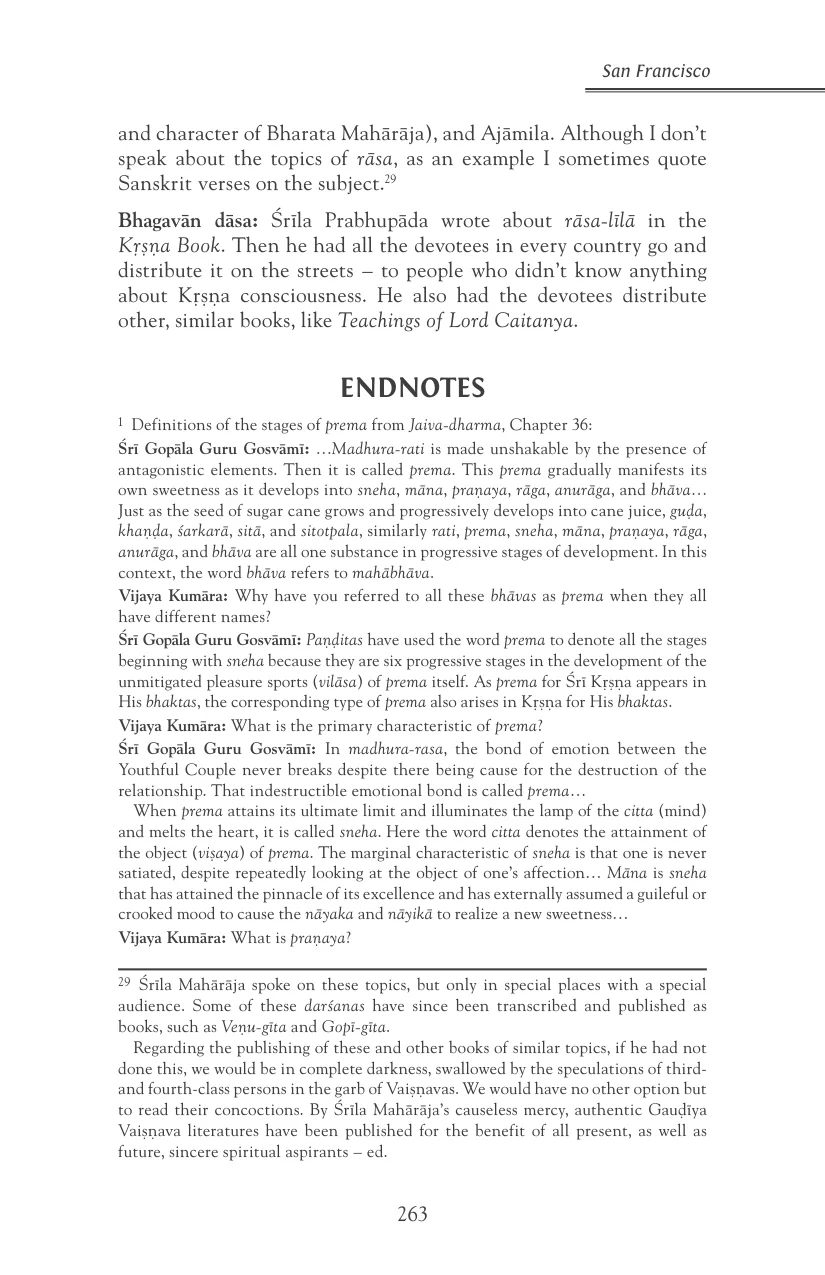 San Francisco
and character of Bharata Mahārāja), and Ajāmila. Although I don’t
speak about the topics of rāsa, as an example I sometimes quote
Sanskrit verses on the subject.29
Bhagavān dāsa: Śrīla Prabhupāda wrote about rāsa-līlā in the
Kṛṣṇa Book. Then he had all the devotees in every country go and
distribute it on the streets – to people who didn’t know anything
about Kṛṣṇa consciousness. He also had the devotees distribute
other, similar books, like Teachings of Lord Caitanya.
ENDNOTES
1 Definitions of the stages of prema from Jaiva-dharma, Chapter 36:
Śrī Gopāla Guru Gosvāmī: …Madhura-rati is made unshakable by the presence of
antagonistic elements. Then it is called prema. This prema gradually manifests its
own sweetness as it develops into sneha, māna, praṇaya, rāga, anurāga, and bhāva…
Just as the seed of sugar cane grows and progressively develops into cane juice, guḍa,
khaṇḍa, śarkarā, sitā, and sitotpala, similarly rati, prema, sneha, māna, praṇaya, rāga,
anurāga, and bhāva are all one substance in progressive stages of development. In this
context, the word bhāva refers to mahābhāva.
Vijaya Kumāra: Why have you referred to all these bhāvas as prema when they all
have different names?
Śrī Gopāla Guru Gosvāmī: Paṇḍitas have used the word prema to denote all the stages
beginning with sneha because they are six progressive stages in the development of the
unmitigated pleasure sports (vilāsa) of prema itself. As prema for Śrī Kṛṣṇa appears in
His bhaktas, the corresponding type of prema also arises in Kṛṣṇa for His bhaktas.
Vijaya Kumāra: What is the primary characteristic of prema?
Śrī Gopāla Guru Gosvāmī: In madhura-rasa, the bond of emotion between the
Youthful Couple never breaks despite there being cause for the destruction of the
relationship. That indestructible emotional bond is called prema…
When prema attains its ultimate limit and illuminates the lamp of the citta (mind)
and melts the heart, it is called sneha. Here the word citta denotes the attainment of
the object (viṣaya) of prema. The marginal characteristic of sneha is that one is never
satiated, despite repeatedly looking at the object of one’s affection… Māna is sneha
that has attained the pinnacle of its excellence and has externally assumed a guileful or
crooked mood to cause the nāyaka and nāyikā to realize a new sweetness…
Vijaya Kumāra: What is praṇaya?
29 Śrīla Mahārāja spoke on these topics, but only in special places with a special
audience. Some of these darśanas have since been transcribed and published as
books, such as Veṇu-gīta and Gopī-gīta.
Regarding the publishing of these and other books of similar topics, if he had not
done this, we would be in complete darkness, swallowed by the speculations of third-
and fourth-class persons in the garb of Vaiṣṇavas. We would have no other option but
to read their concoctions. By Śrīla Mahārāja’s causeless mercy, authentic Gauḍīya
Vaiṣṇava literatures have been published for the benefit of all present, as well as
future, sincere spiritual aspirants – ed.
263